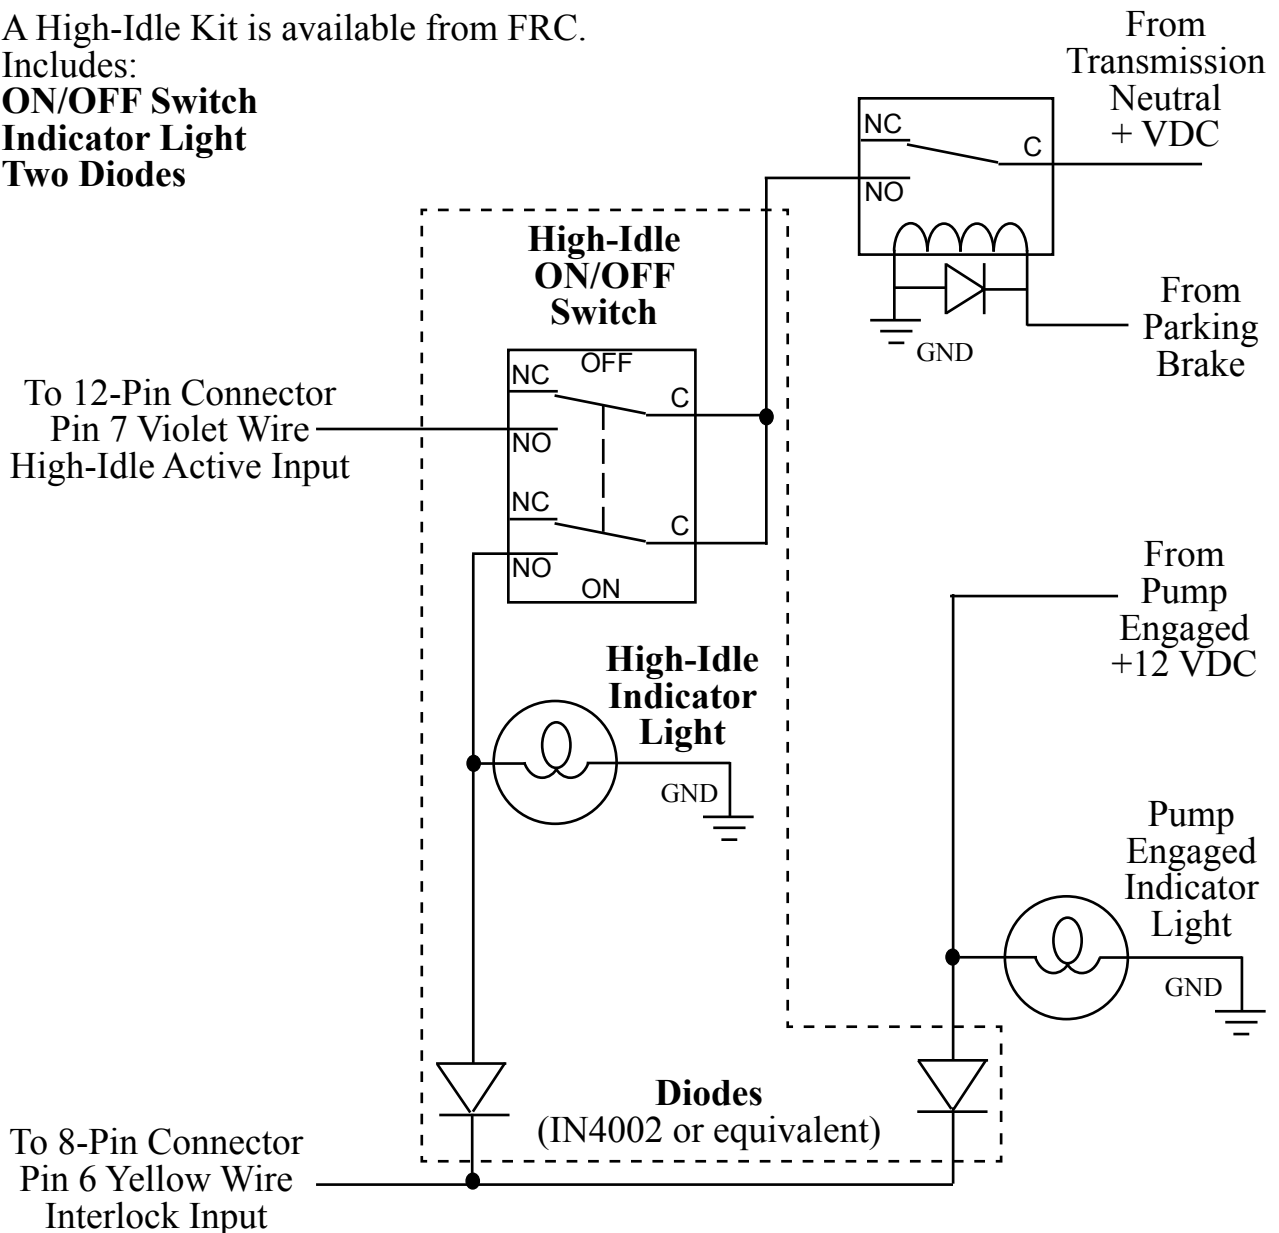 A High-Idle Kit is available from FRC.
Includes:
ON/OFF Switch
Indicator Light
Two Diodes
From
Transmission
Neutral
+ VDC
NC
C
NO
GND
From
Parking
Brake
High-Idle
ON/OFF
Switch
OFF
NC
C
NO
NC
C
NO
ON
To 12-Pin Connector
Pin 7 Violet Wire
High-Idle Active Input
From
Pump
Engaged
+12 VDC
High-Idle
Indicator
Light
GND
Pump
Engaged
Indicator
Light
GND
Diodes
(IN4002 or equivalent)
To 8-Pin Connector
Pin 6 Yellow Wire
Interlock Input